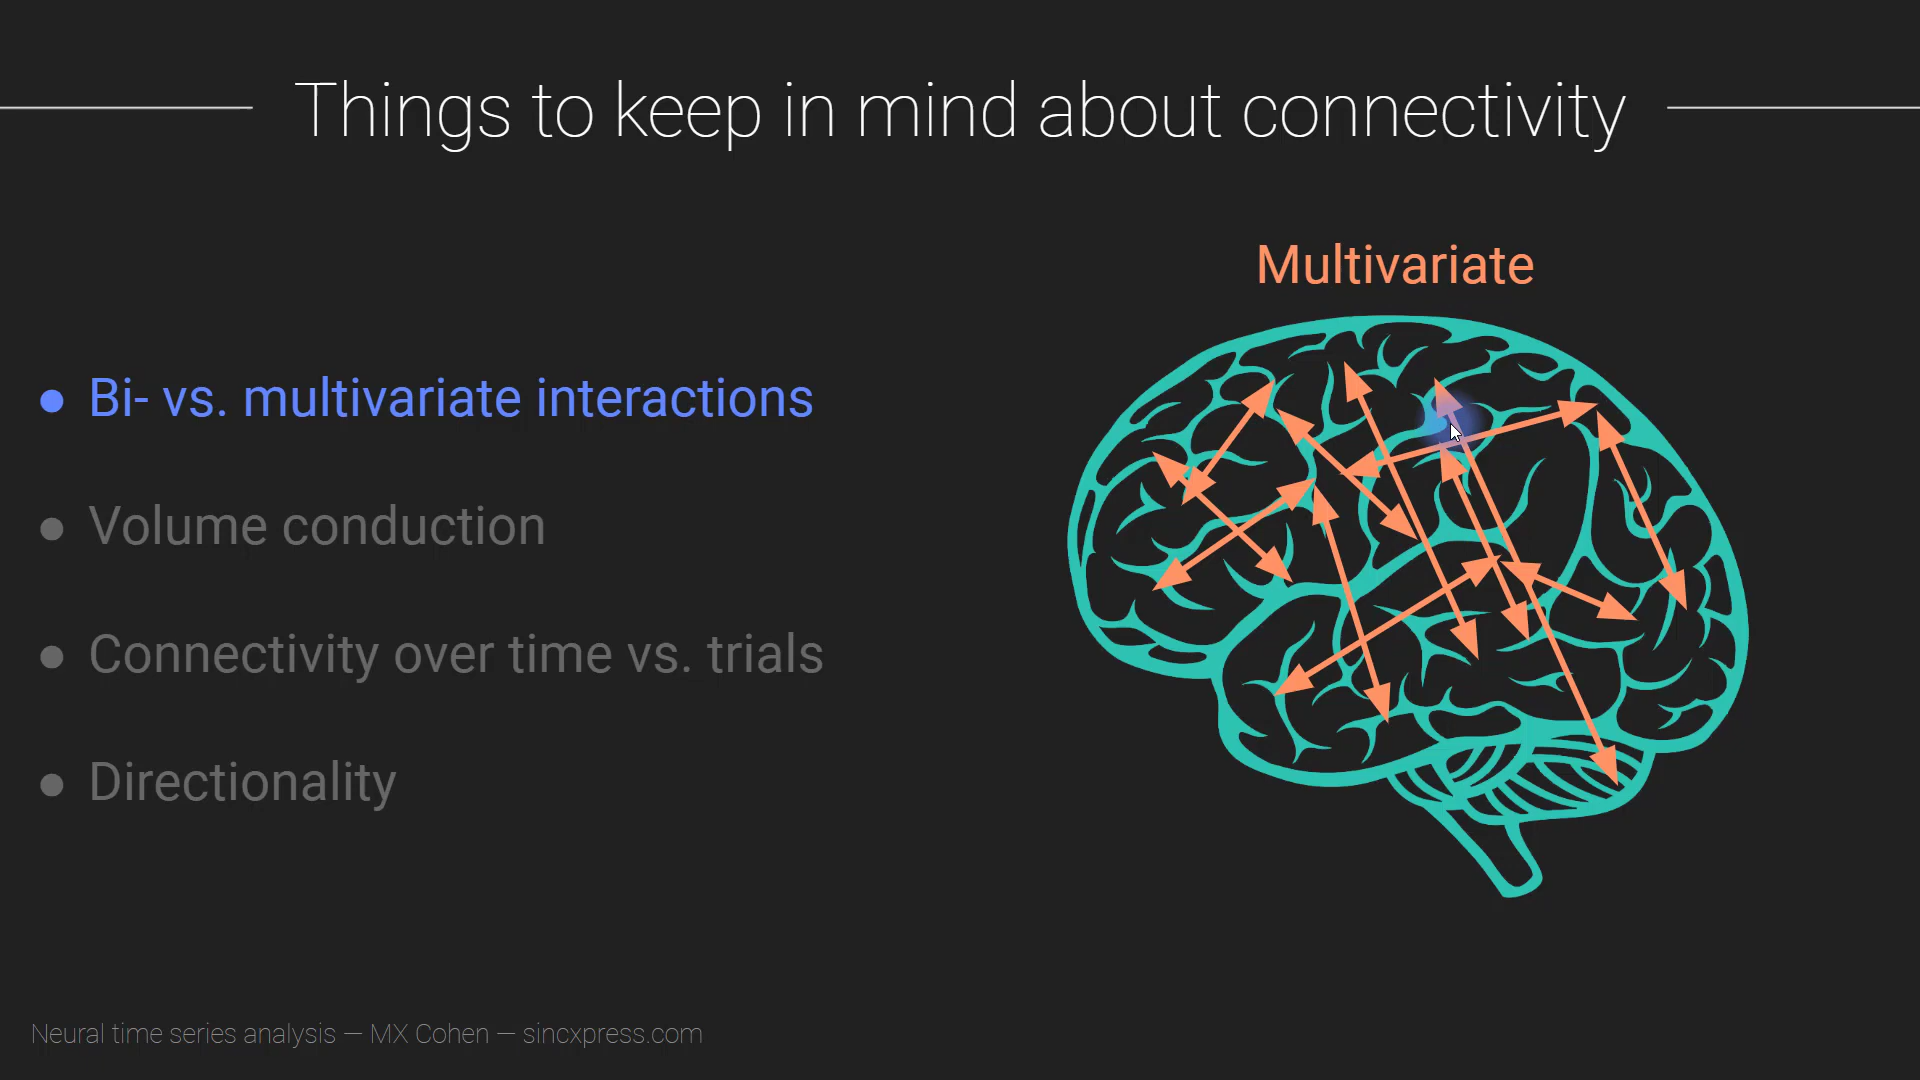 Things to keep in mind about connectivity
Multivariate
● Bi- vs. multivariate interactions
● Volume conduction
● Connectivity over time vs. trials
● Directionality
Neural time series analysis — MX Cohen — sincxpress.com